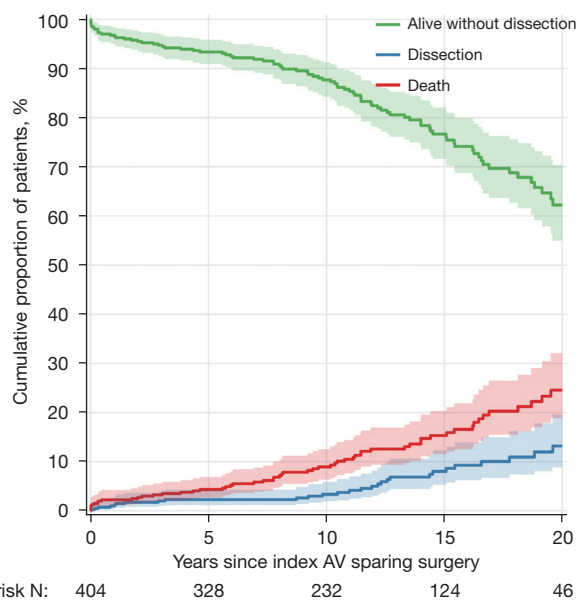 Alive without dissection
Dissection
Death
Cumulative proportion of patients, %
100
90
80
70
60
50
40
30
20
10
0
0 5 10 15 20
Years since index AV sparing surgery
risk N: 404 328 232 124 46